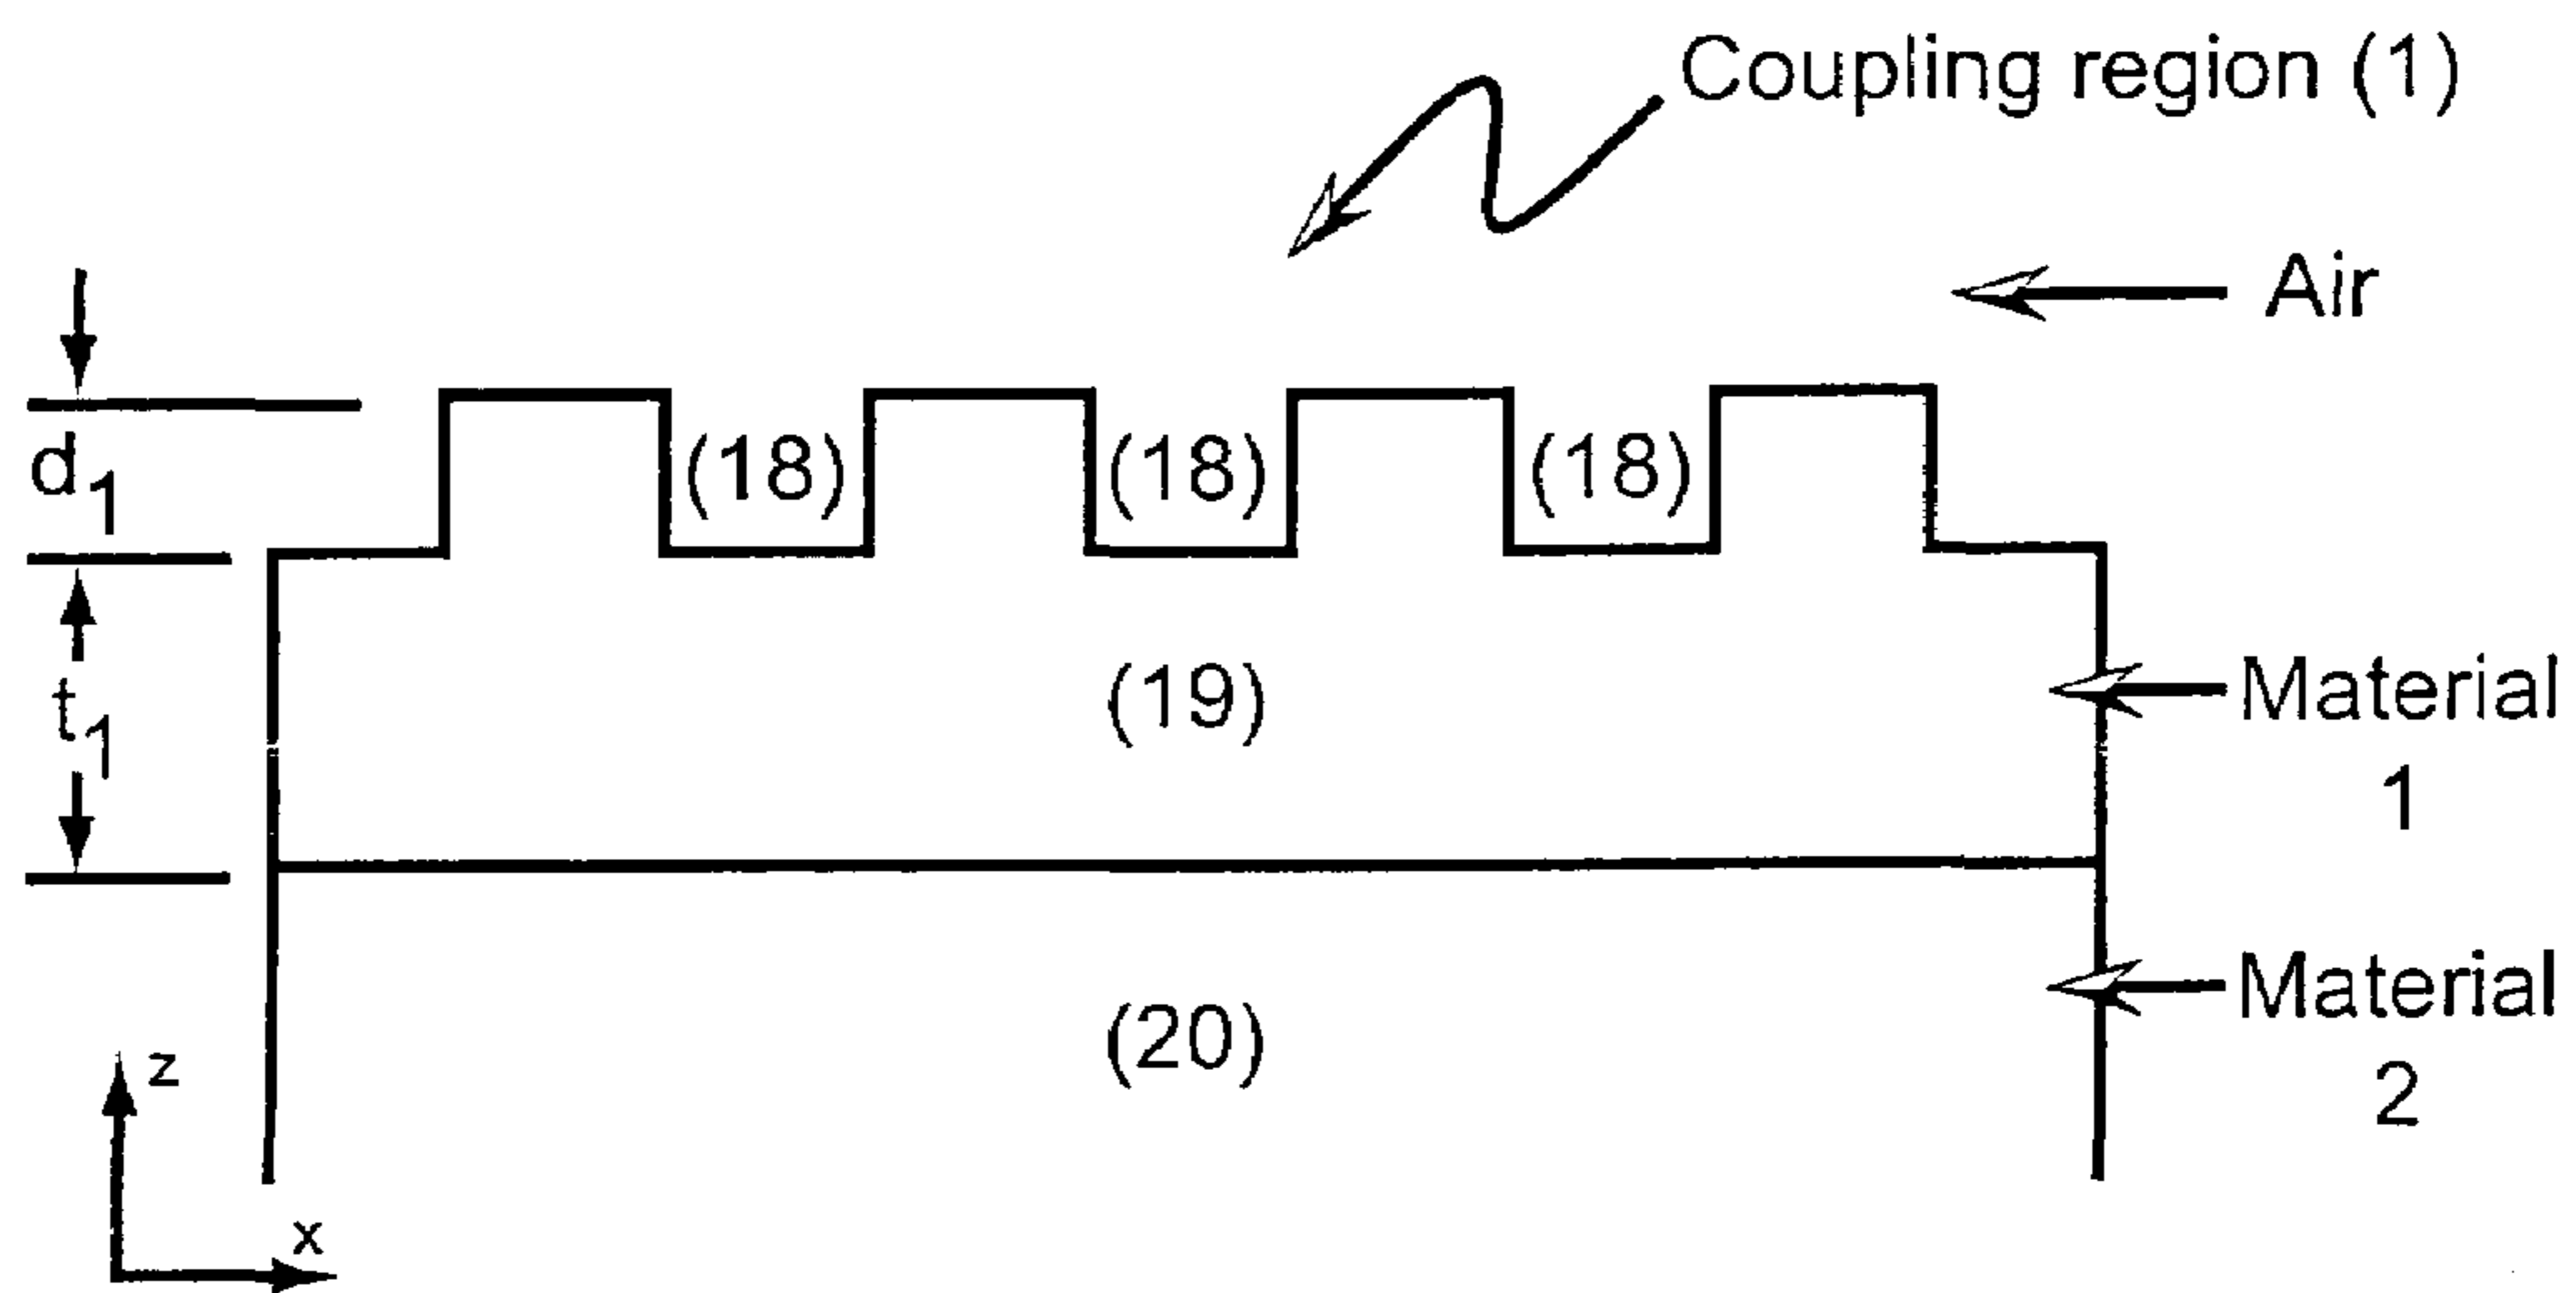 Coupling region (1)
Air
d1
(18) (18) (18)
t1
(19)
Material
1
Material
2
(20)
z
x